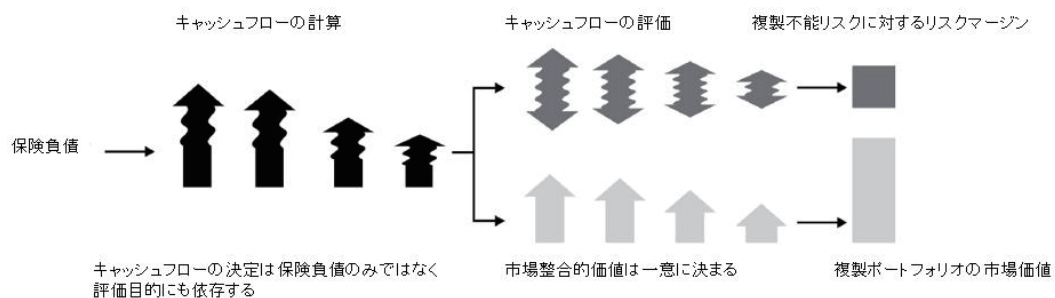 キャッシュフローの計算
キャッシュフローの評価
複製不能リスクに対するリスクマージン
保険負債
キャッシュフローの決定は保険負債のみではなく
評価目的にも依存する
市場整合的価値は一意に決まる
複製ポートフォリオの市場価値